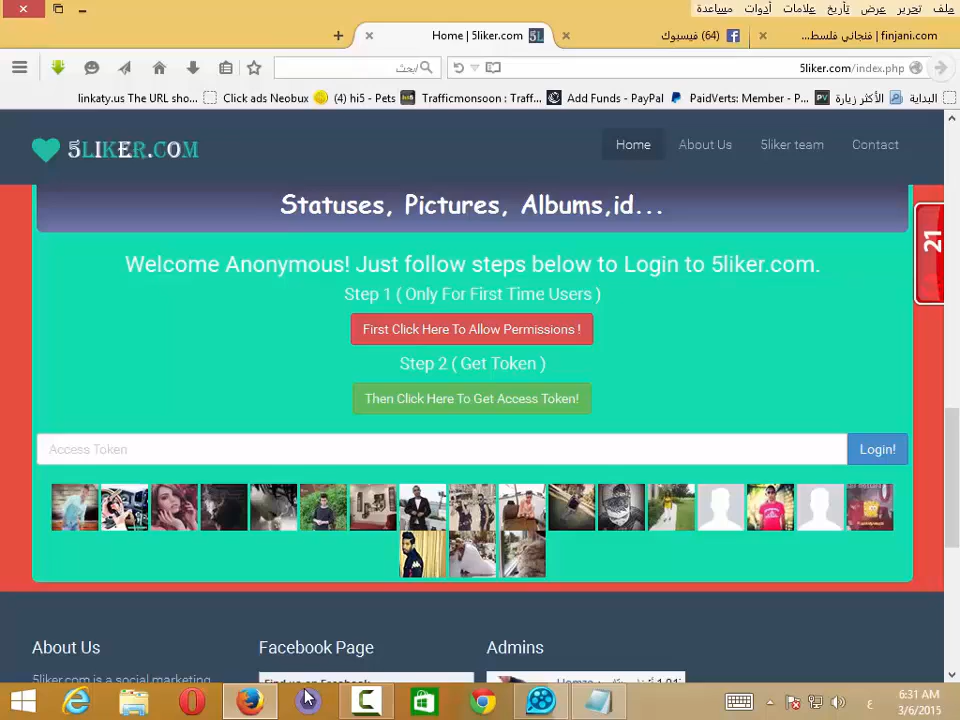 ملف تحرير عرض تأريخ علامات أدوات مساعدة
Home | 5liker.com
(64) فيسبوك
finjani.com | فنجاني فلسط...
ابحث
5liker.com/index.php
linkaty.us The URL sho...
Click ads Neobux
(4) hi5 - Pets
Trafficmonsoon : Traff...
Add Funds - PayPal
PaidVerts: Member - P...
الأكثر زيارة
البداية
5LIKER.COM
Home
About Us
5liker team
Contact
Statuses, Pictures, Albums,id...
21
Welcome Anonymous! Just follow steps below to Login to 5liker.com.
Step 1 ( Only For First Time Users )
First Click Here To Allow Permissions !
Step 2 ( Get Token )
Then Click Here To Get Access Token!
Access Token
Login!
About Us
Facebook Page
Admins
5liker.com is a social marketing
ع
6:31 AM
3/6/2015